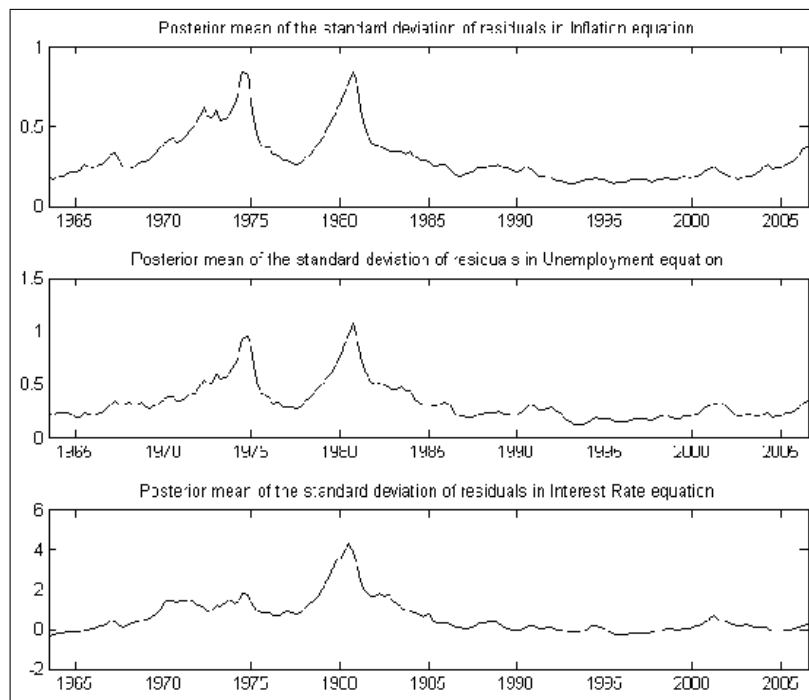 Posterior mean of the standard deviation of residuals in Inflation equation
1
0.5
0
1965 1970 1975 1980 1985 1990 1995 2000 2005
Posterior mean of the standard deviation of residuals in Unemployment equation
1.5
1
0.5
0
1965 1970 1975 1980 1985 1990 1995 2000 2005
Posterior mean of the standard deviation of residuals in Interest Rate equation
6
4
2
0
-2
1965 1970 1975 1980 1985 1990 1995 2000 2005